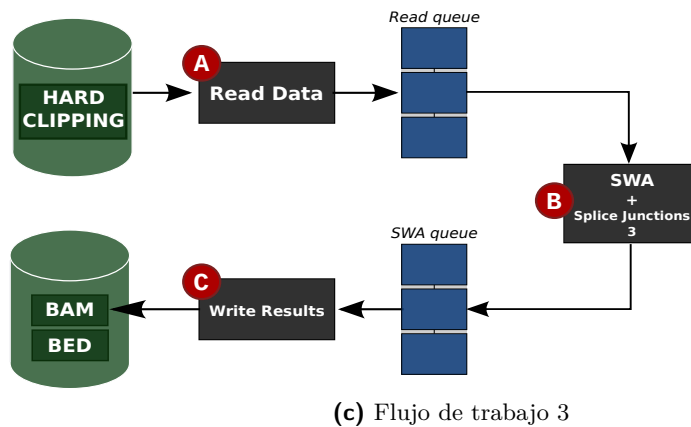 Read queue
A
HARD
CLIPPING
Read Data
SWA
+
Splice Junctions
3
B
SWA queue
C
Write Results
BAM
BED
(c) Flujo de trabajo 3